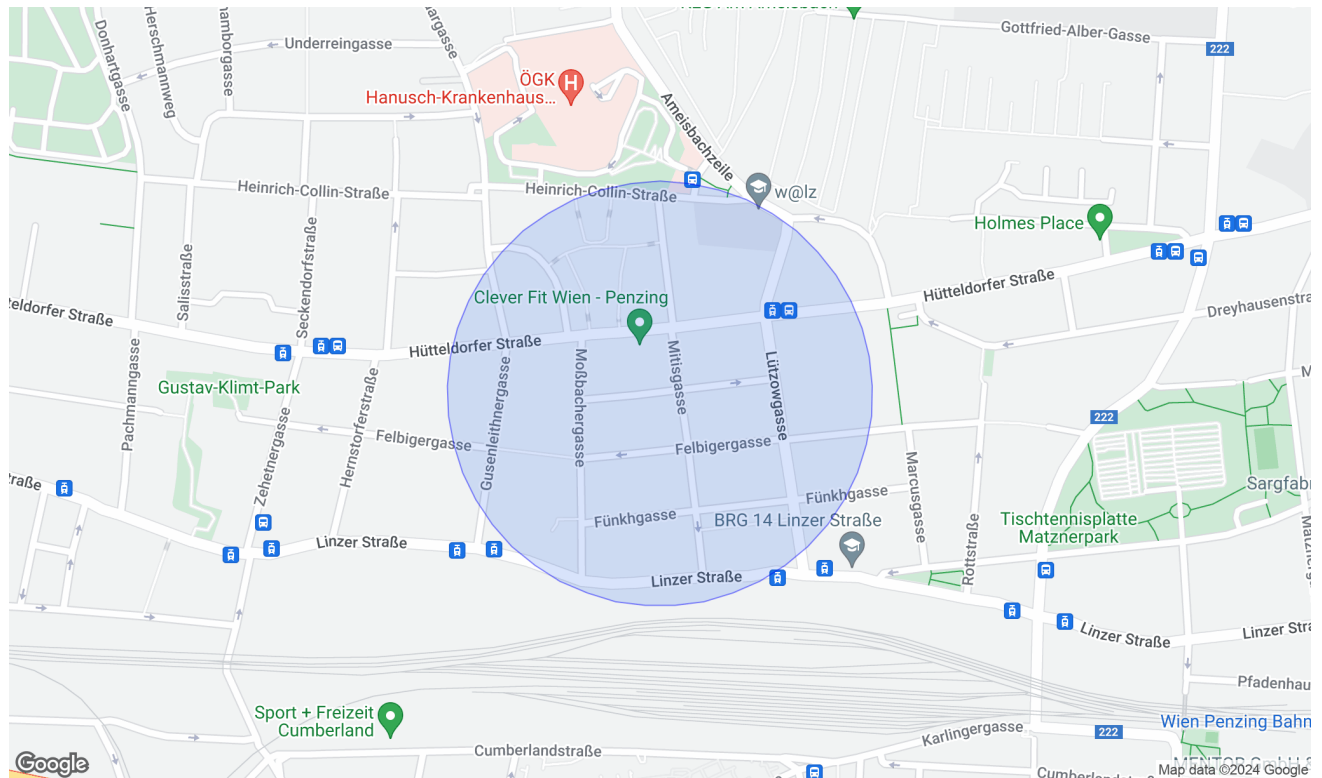 Donhartgasse
Herschmannweg
Underreingasse
Gottfried-Alber-Gasse
222
ÖGK
Hanusch-Krankenhaus...
H
Ameisbachzeile
Heinrich-Collin-Straße
Heinrich-Collin-Straße
w@lz
Holmes Place
Salisstraße
Seckendorfstraße
Clever Fit Wien - Penzing
Hütteldorfer Straße
Dreyhausenstra
teldorfer Straße
Hütteldorfer Straße
Pachmanngasse
Gustav-Klimt-Park
Gusenleithnergasse
Moßbachergasse
Mitisgasse
Lützowgasse
222
Hernstorferstraße
Zehetnergasse
Felbigergasse
Felbigergasse
Marcusgasse
raße
Fünkhgasse
Fünkhgasse
Sargfab
BRG 14 Linzer Straße
Tischtennisplatte
Matznerpark
Rottstraße
Linzer Straße
Linzer Straße
Linzer Straße
Linzer Stra
Pfadenhau
Sport + Freizeit
Cumberland
Wien Penzing Bahn
Karlingergasse
222
Cumberlandstraße
Google
Map data ©2024 Google